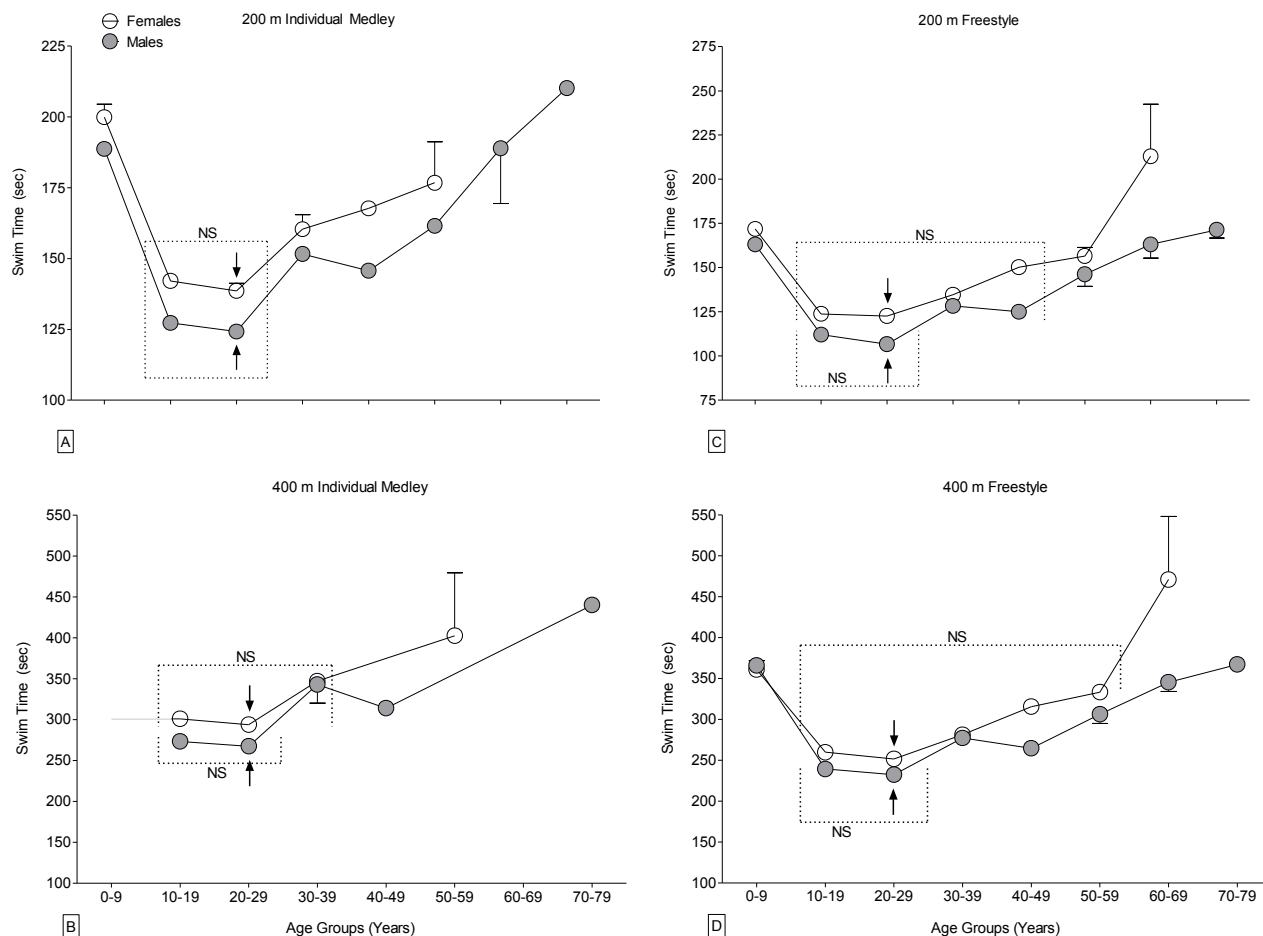 200 m Individual Medley
Females
Males
225
200
175
150
125
100
Swim Time (sec)
NS
A
200 m Freestyle
275
250
225
200
175
150
125
100
75
Swim Time (sec)
NS
NS
C
400 m Individual Medley
550
500
450
400
350
300
250
200
150
100
Swim Time (sec)
NS
NS
0-9 10-19 20-29 30-39 40-49 50-59 60-69 70-79
B
Age Groups (Years)
400 m Freestyle
550
500
450
400
350
300
250
200
150
100
Swim Time (sec)
NS
NS
0-9 10-19 20-29 30-39 40-49 50-59 60-69 70-79
D
Age Groups (Years)